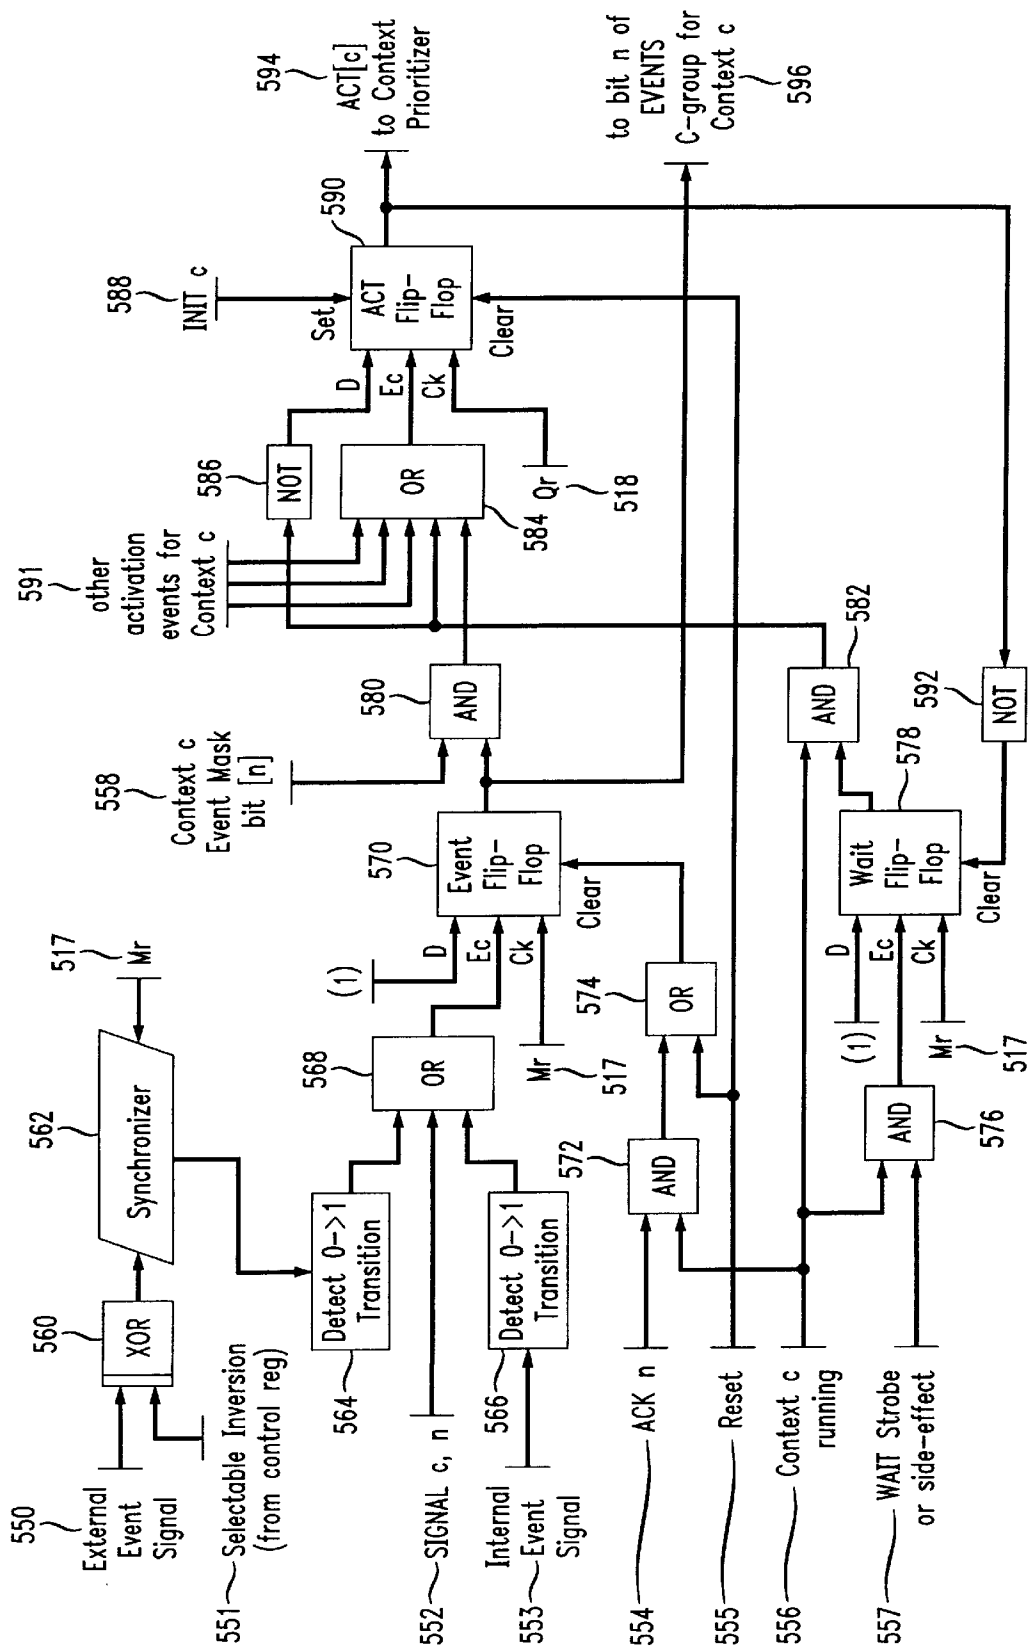 550
External
Event
Signal
551
Selectable Inversion
(from control reg)
560
XOR
562
Synchronizer
517
Mr
552
SIGNAL c, n
553
Internal
Event
Signal
564
Detect 0->1
Transition
566
Detect 0->1
Transition
568
OR
(1)
D
Ec
Ck
Mr
517
570
Event
Flip-
Flop
Clear
558
Context c
Event Mask
bit [n]
580
AND
591
other
activation
events for
Context c
586
NOT
OR
584
D
Ec
Ck
Qr
518
588
INIT c
Set
590
ACT
Flip-
Flop
Clear
594
ACT[c]
to Context
Prioritizer
to bit n of
EVENTS
C-group for
Context c
596
554
ACK n
572
AND
574
OR
555
Reset
556
Context c
running
557
WAIT Strobe
or side-effect
AND
576
(1)
D
Ec
Ck
Mr
517
578
Wait
Flip-
Flop
Clear
AND
582
592
NOT